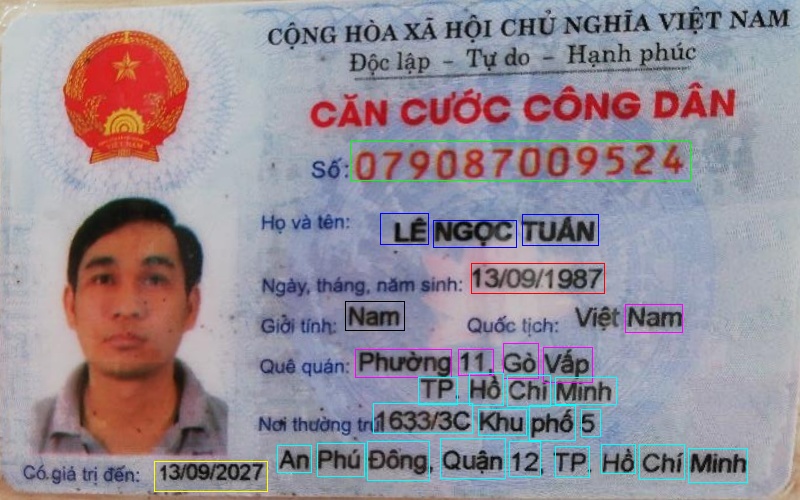 CỘNG HÒA XÃ HỘI CHỦ NGHĨA VIỆT NAM
Độc lập - Tự do - Hạnh phúc
CĂN CƯỚC CÔNG DÂN
Số: 079087009524
Họ và tên: LÊ NGỌC TUẤN
Ngày, tháng, năm sinh: 13/09/1987
Giới tính: Nam Quốc tịch: Việt Nam
Quê quán: Phường 11, Gò Vấp
TP. Hồ Chí Minh
Nơi thường trú: 1633/3C Khu phố 5
An Phú Đông, Quận 12, TP. Hồ Chí Minh
Có giá trị đến: 13/09/2027